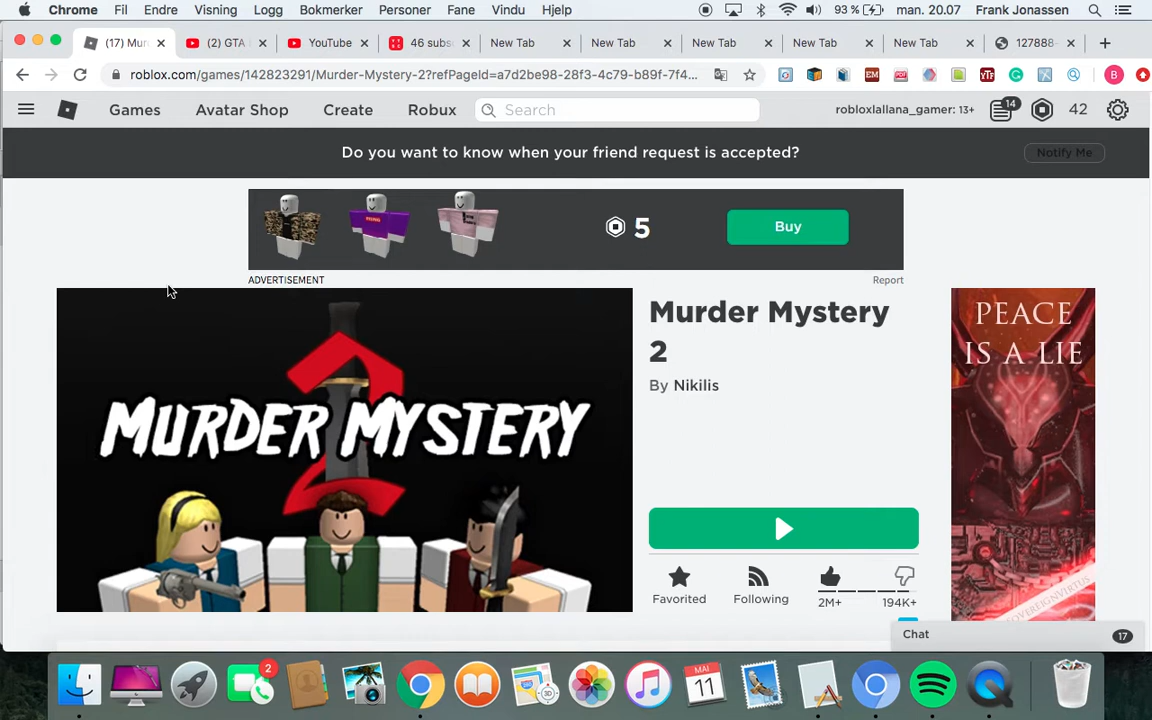 Chrome Fil Endre Visning Logg Bokmerker Personer Fane Vindu Hjelp 93 % man. 20.07 Frank Jonassen
(17) Mur (2) GTA YouTube 46 subs New Tab New Tab New Tab New Tab New Tab 127888-
roblox.com/games/142823291/Murder-Mystery-2?refPageId=a7d2be98-28f3-4c79-b89f-7f4...
Games Avatar Shop Create Robux Search robloxlallana_gamer: 13+ 14 42
Do you want to know when your friend request is accepted? Notify Me
5 Buy
ADVERTISEMENT Report
MURDER MYSTERY
2
Murder Mystery
2
By Nikilis
Favorited Following 2M+ 194K+
PEACE
IS A LIE
SOVEREIGNVIRTUS
Chat 17
2
MAI
11